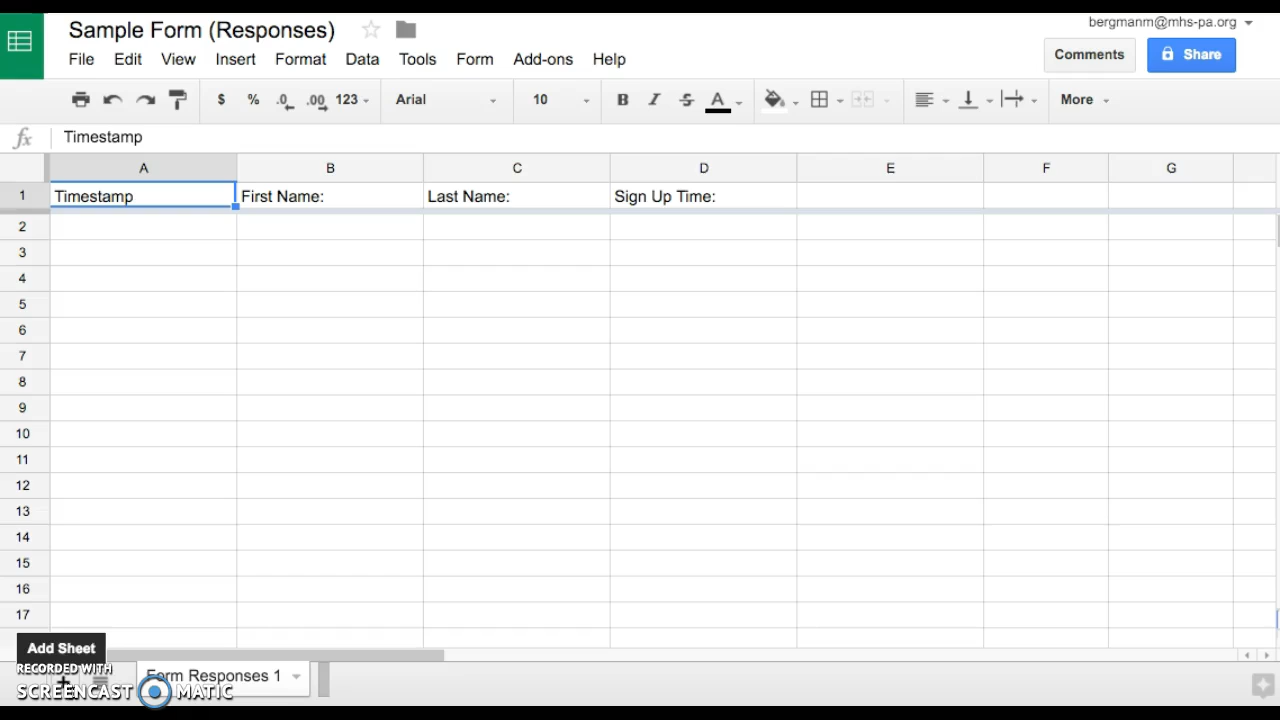 Sample Form (Responses)
bergmanm@mhs-pa.org
File Edit View Insert Format Data Tools Form Add-ons Help
Comments
Share
$ % .0 .00 123 Arial 10 B I S A More
fx Timestamp
A B C D E F G
1 Timestamp First Name: Last Name: Sign Up Time:
2
3
4
5
6
7
8
9
10
11
12
13
14
15
16
17
Add Sheet
RECORDED WITH
SCREENCAST MATIC
Form Responses 1